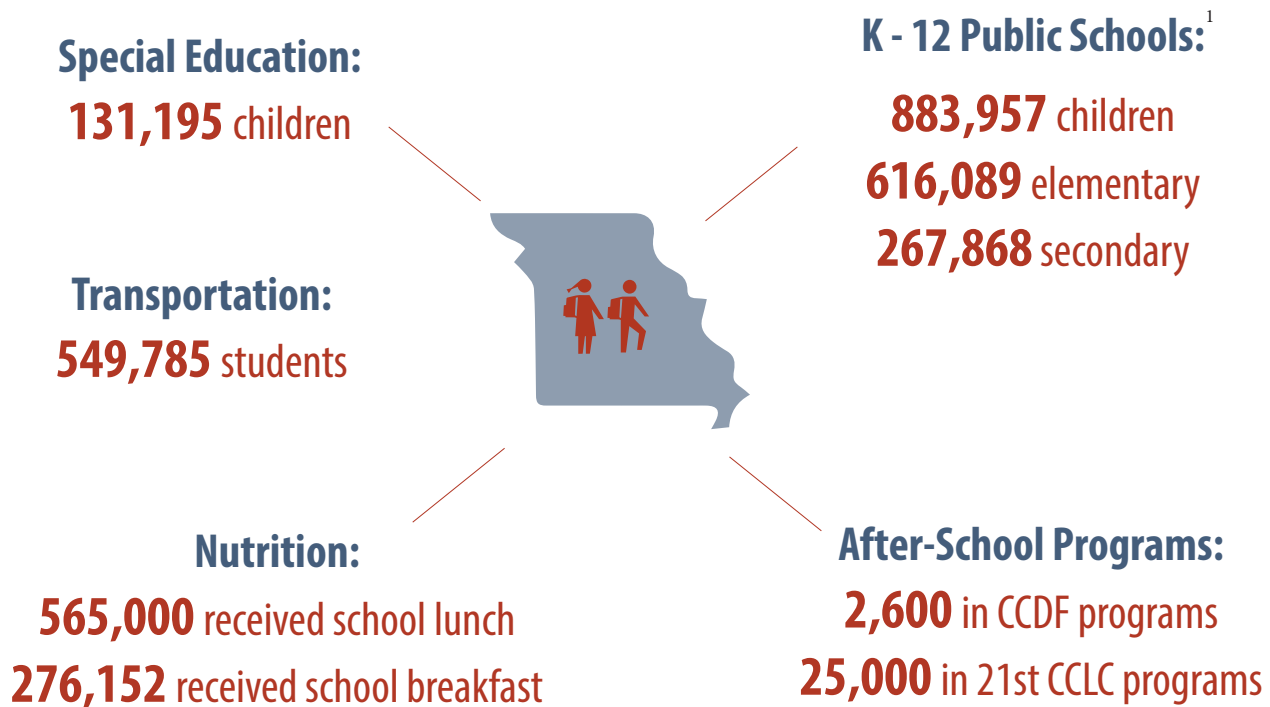 Special Education:
131,195 children
K - 12 Public Schools:1
883,957 children
616,089 elementary
267,868 secondary
Transportation:
549,785 students
Nutrition:
565,000 received school lunch
276,152 received school breakfast
After-School Programs:
2,600 in CCDF programs
25,000 in 21st CCLC programs